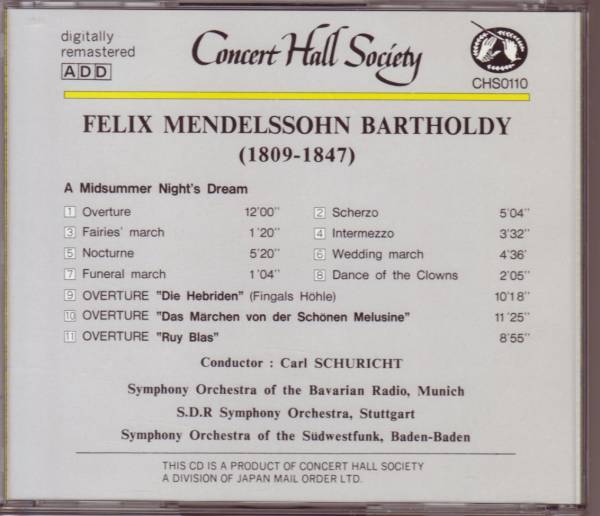 digitally
remastered
ADD
Concert Hall Society
CHS0110
FELIX MENDELSSOHN BARTHOLDY
(1809-1847)
A Midsummer Night's Dream
1 Overture 12'00'' 2 Scherzo 5'04''
3 Fairies' march 1'20'' 4 Intermezzo 3'32''
5 Nocturne 5'20'' 6 Wedding march 4'36'
7 Funeral march 1'04'' 8 Dance of the Clowns 2'05''
9 OVERTURE "Die Hebriden" (Fingals Höhle) 10'18''
10 OVERTURE "Das Märchen von der Schönen Melusine" 11'25''
11 OVERTURE "Ruy Blas" 8'55''
Conductor : Carl SCHURICHT
Symphony Orchestra of the Bavarian Radio, Munich
S.D.R Symphony Orchestra, Stuttgart
Symphony Orchestra of the Südwestfunk, Baden-Baden
THIS CD IS A PRODUCT OF CONCERT HALL SOCIETY
A DIVISION OF JAPAN MAIL ORDER LTD.